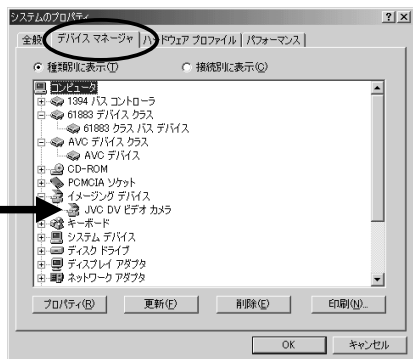 システムのプロパティ
全般 デバイス マネージャ ハードウェア プロファイル パフォーマンス
種類別に表示(T) 接続別に表示(C)
コンピュータ
1394 バス コントローラ
61883 デバイス クラス
61883 クラス バス デバイス
AVC デバイス クラス
AVC デバイス
CD-ROM
PCMCIA ソケット
イメージング デバイス
JVC DV ビデオ カメラ
キーボード
システム デバイス
ディスク ドライブ
ディスプレイ アダプタ
ネットワーク アダプタ
プロパティ(R) 更新(F) 削除(E) 印刷(N)...
OK キャンセル